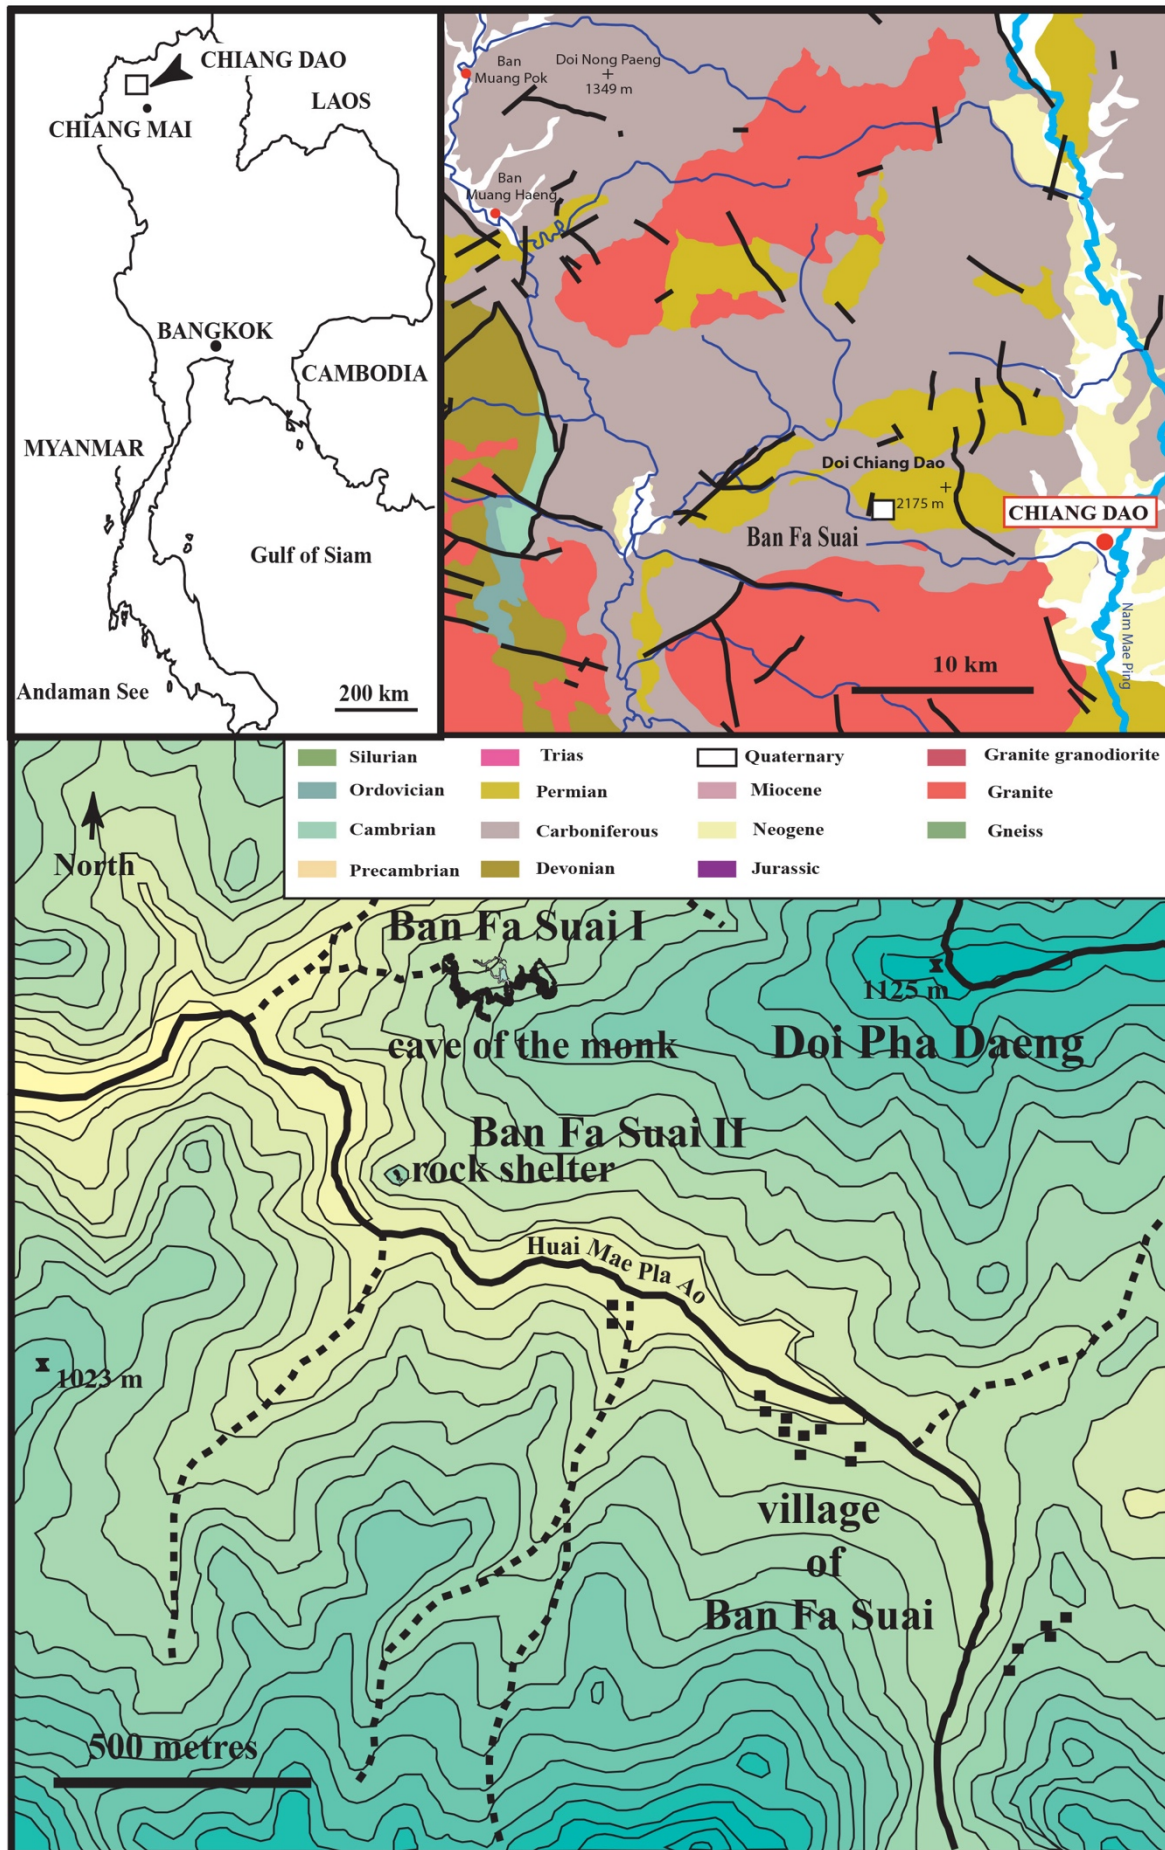 CHIANG DAO
LAOS
CHIANG MAI
BANGKOK
CAMBODIA
MYANMAR
Gulf of Siam
Andaman See
200 km
Ban
Muang Pok
Doi Nong Paeng
1349 m
Ban
Muang Haeng
Doi Chiang Dao
2175 m
CHIANG DAO
Ban Fa Suai
10 km
Nam Mae Ping
Silurian
Ordovician
Cambrian
Precambrian
Trias
Permian
Carboniferous
Devonian
Quaternary
Miocene
Neogene
Jurassic
Granite granodiorite
Granite
Gneiss
North
Ban Fa Suai I
cave of the monk
1125 m
Doi Pha Daeng
Ban Fa Suai II
rock shelter
Huai Mae Pla Ao
1023 m
village
of
Ban Fa Suai
500 metres